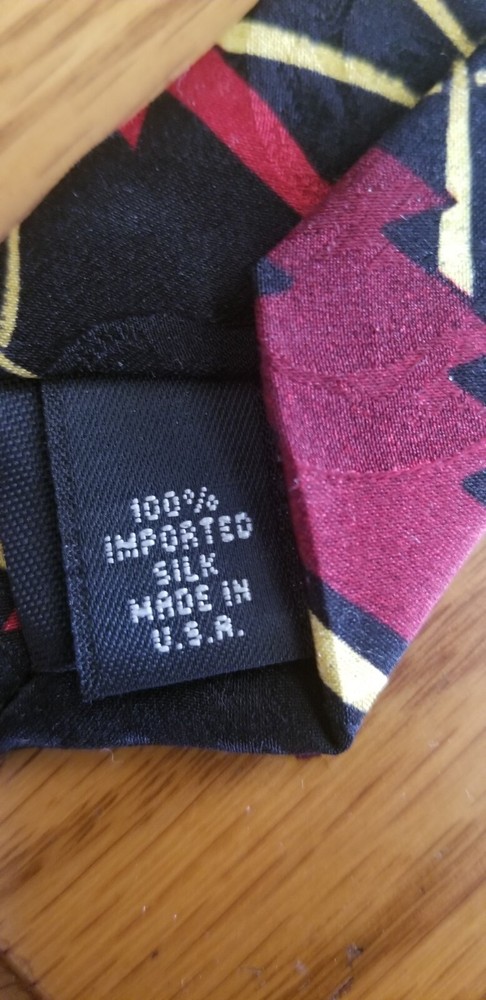 100%
IMPORTED
SILK
MADE IN
U.S.A.